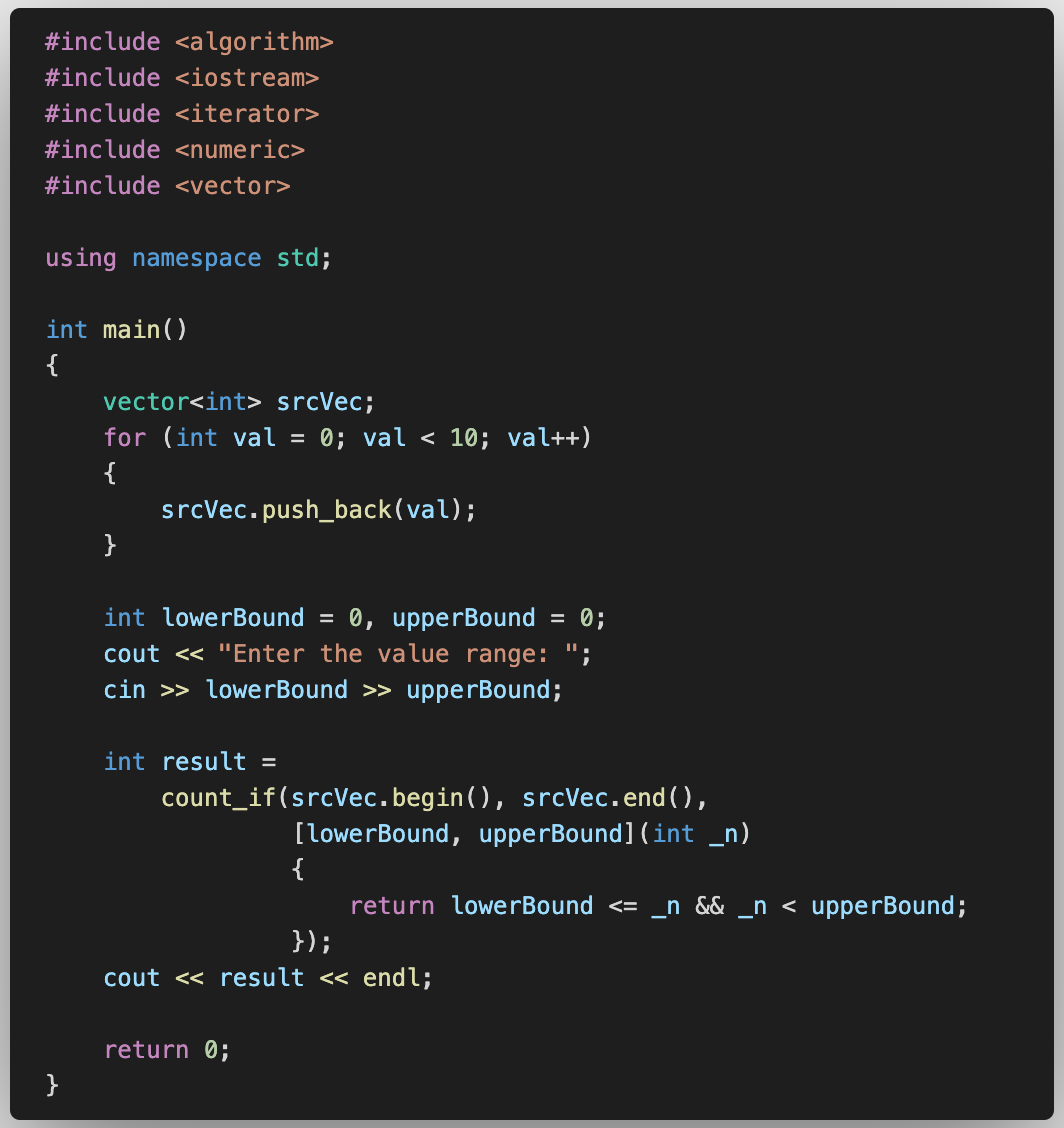 #include <algorithm>
#include <iostream>
#include <iterator>
#include <numeric>
#include <vector>

using namespace std;

int main()
{
    vector<int> srcVec;
    for (int val = 0; val < 10; val++)
    {
        srcVec.push_back(val);
    }

    int lowerBound = 0, upperBound = 0;
    cout << "Enter the value range: ";
    cin >> lowerBound >> upperBound;

    int result =
        count_if(srcVec.begin(), srcVec.end(),
                 [lowerBound, upperBound](int _n)
                 {
                     return lowerBound <= _n && _n < upperBound;
                 });
    cout << result << endl;

    return 0;
}